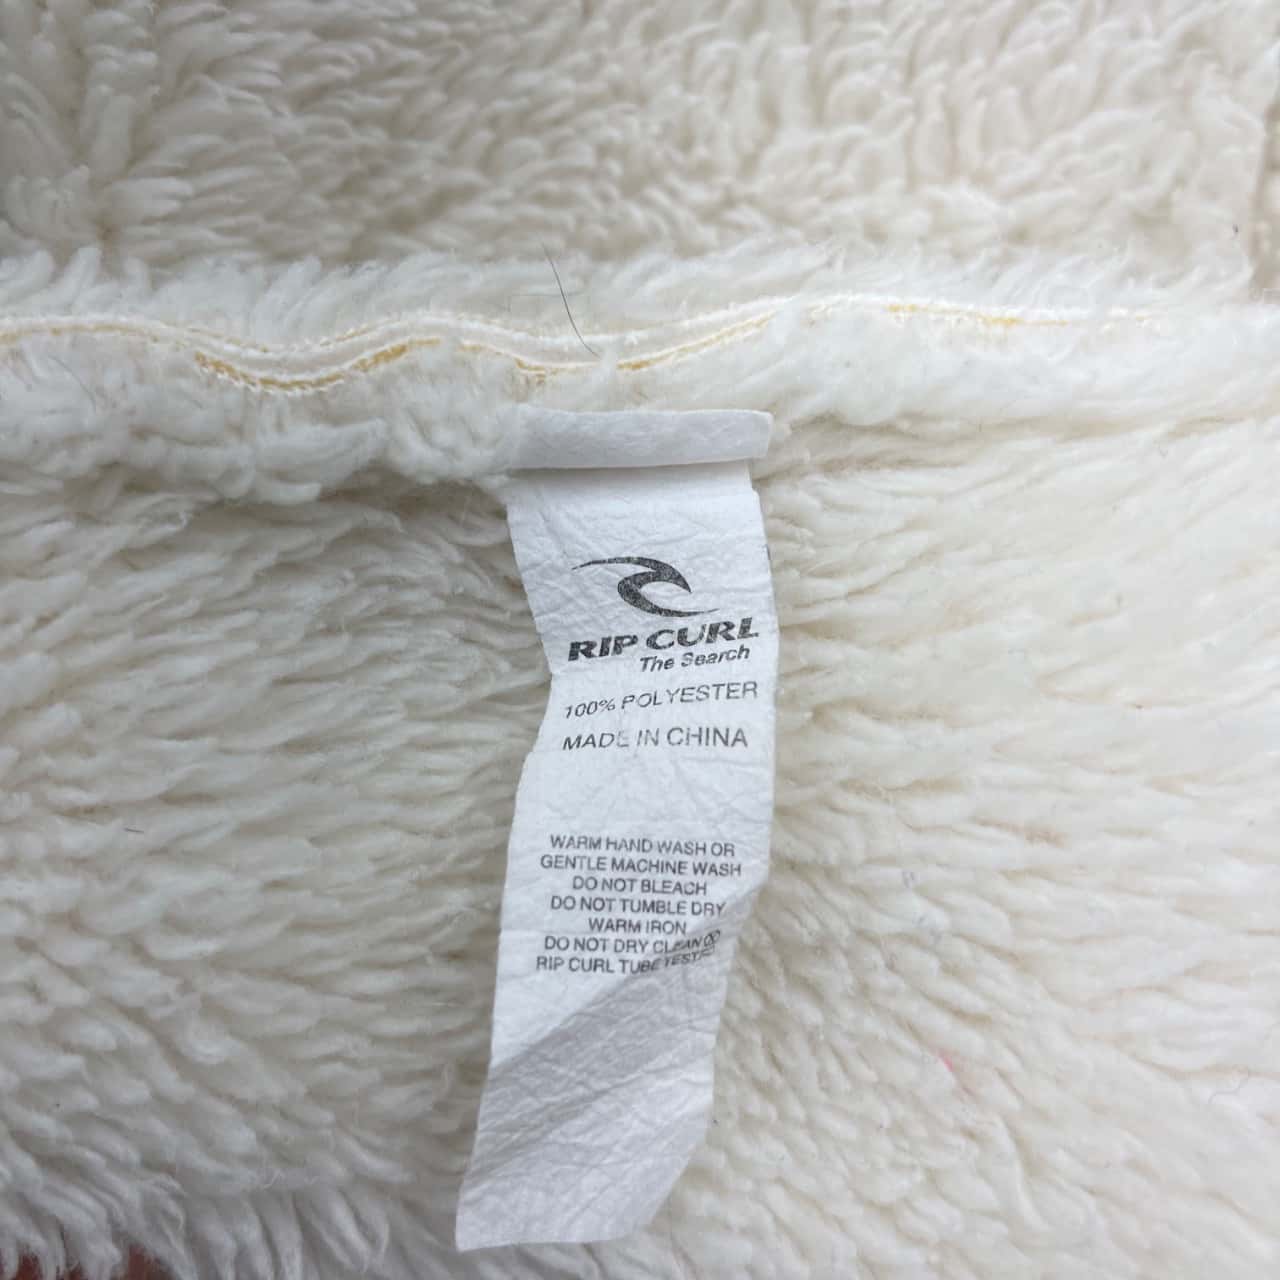 RIP CURL
The Search
100% POLYESTER
MADE IN CHINA
WARM HAND WASH OR
GENTLE MACHINE WASH
DO NOT BLEACH
DO NOT TUMBLE DRY
WARM IRON
DO NOT DRY CLEAN
RIP CURL TUBE TEST